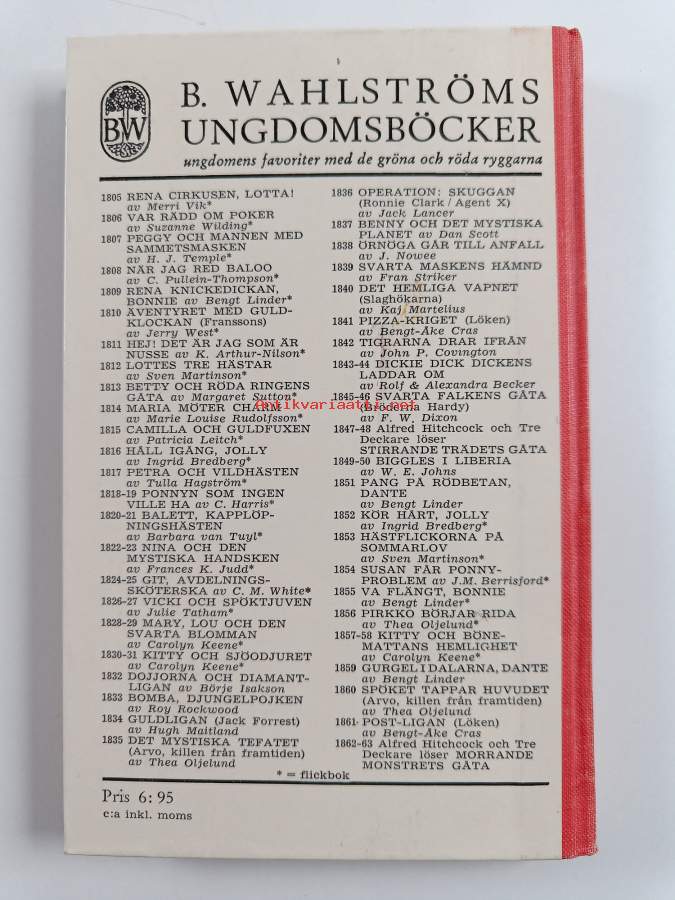 BW
B. WAHLSTRÖMS
UNGDOMSBÖCKER
ungdomens favoriter med de gröna och röda ryggarna
1805 RENA CIRKUSEN, LOTTA!
av Merri Vik*
1806 VAR RÄDD OM POKER
av Suzanne Wilding*
1807 PEGGY OCH MANNEN MED
SAMMETSMASKEN
av H. J. Temple*
1808 NÄR JAG RED BALOO
av C. Pullein-Thompson*
1809 RENA KNICKEDICKAN,
BONNIE av Bengt Linder*
1810 ÄVENTYRET MED GULD-
KLOCKAN (Franssons)
av Jerry West*
1811 HEJ! DET ÄR JAG SOM ÄR
NUSSE av K. Arthur-Nilson*
1812 LOTTES TRE HÄSTAR
av Sven Martinson*
1813 BETTY OCH RÖDA RINGENS
GÅTA av Margaret Sutton*
1814 MARIA MÖTER CHARM
av Marie Louise Rudolfsson*
1815 CAMILLA OCH GULDFUXEN
av Patricia Leitch*
1816 HÅLL IGÅNG, JOLLY
av Ingrid Bredberg*
1817 PETRA OCH VILDHÄSTEN
av Tulla Hagström*
1818-19 PONNYN SOM INGEN
VILLE HA av C. Harris*
1820-21 BALETT, KAPPLÖP-
NINGSHÄSTEN
av Barbara van Tuyl*
1822-23 NINA OCH DEN
MYSTISKA HANDSKEN
av Frances K. Judd*
1824-25 GIT, AVDELNINGS-
SKÖTERSKA av C. M. White*
1826-27 VICKI OCH SPÖKTJUVEN
av Julie Tatham*
1828-29 MARY, LOU OCH DEN
SVARTA BLOMMAN
av Carolyn Keene*
1830-31 KITTY OCH SJÖODJURET
av Carolyn Keene*
1832 DOJJORNA OCH DIAMANT-
LIGAN av Börje Isakson
1833 BOMBA, DJUNGELPOJKEN
av Roy Rockwood
1834 GULDLIGAN (Jack Forrest)
av Hugh Maitland
1835 DET MYSTISKA TEFATET
(Arvo, killen från framtiden)
av Thea Oljelund
1836 OPERATION: SKUGGAN
(Ronnie Clark / Agent X)
av Jack Lancer
1837 BENNY OCH DET MYSTISKA
PLANET av Dan Scott
1838 ÖRNÖGA GÅR TILL ANFALL
av J. Nowee
1839 SVARTA MASKENS HÄMND
av Fran Striker
1840 DET HEMLIGA VAPNET
(Slaghökarna)
av Kaj Martelius
1841 PIZZA-KRIGET (Löken)
av Bengt-Åke Cras
1842 TIGRARNA DRAR IFRÅN
av John P. Covington
1843-44 DICKIE DICK DICKENS
LADDAR OM
av Rolf & Alexandra Becker
1845-46 SVARTA FALKENS GÅTA
(Bröderna Hardy)
av F. W. Dixon
1847-48 Alfred Hitchcock och Tre
Deckare löser
STIRRANDE TRÄDETS GÅTA
1849-50 BIGGLES I LIBERIA
av W. E. Johns
1851 PANG PÅ RÖDBETAN,
DANTE
av Bengt Linder
1852 KÖR HÅRT, JOLLY
av Ingrid Bredberg*
1853 HÄSTFLICKORNA PÅ
SOMMARLOV
av Sven Martinson*
1854 SUSAN FÅR PONNY-
PROBLEM av J.M. Berrisford*
1855 VA FLÄNGT, BONNIE
av Bengt Linder*
1856 PIRKKO BÖRJAR RIDA
av Thea Oljelund*
1857-58 KITTY OCH BÖNE-
MATTANS HEMLIGHET
av Carolyn Keene*
1859 GURGEL I DALARNA, DANTE
av Bengt Linder
1860 SPÖKET TAPPAR HUVUDET
(Arvo, killen från framtiden)
av Thea Oljelund
1861 POST-LIGAN (Löken)
av Bengt-Åke Cras
1862-63 Alfred Hitchcock och Tre
Deckare löser MORRANDE
MONSTRETS GÅTA
* = flickbok
Pris 6:95
c:a inkl. moms
antikvariaatti.net